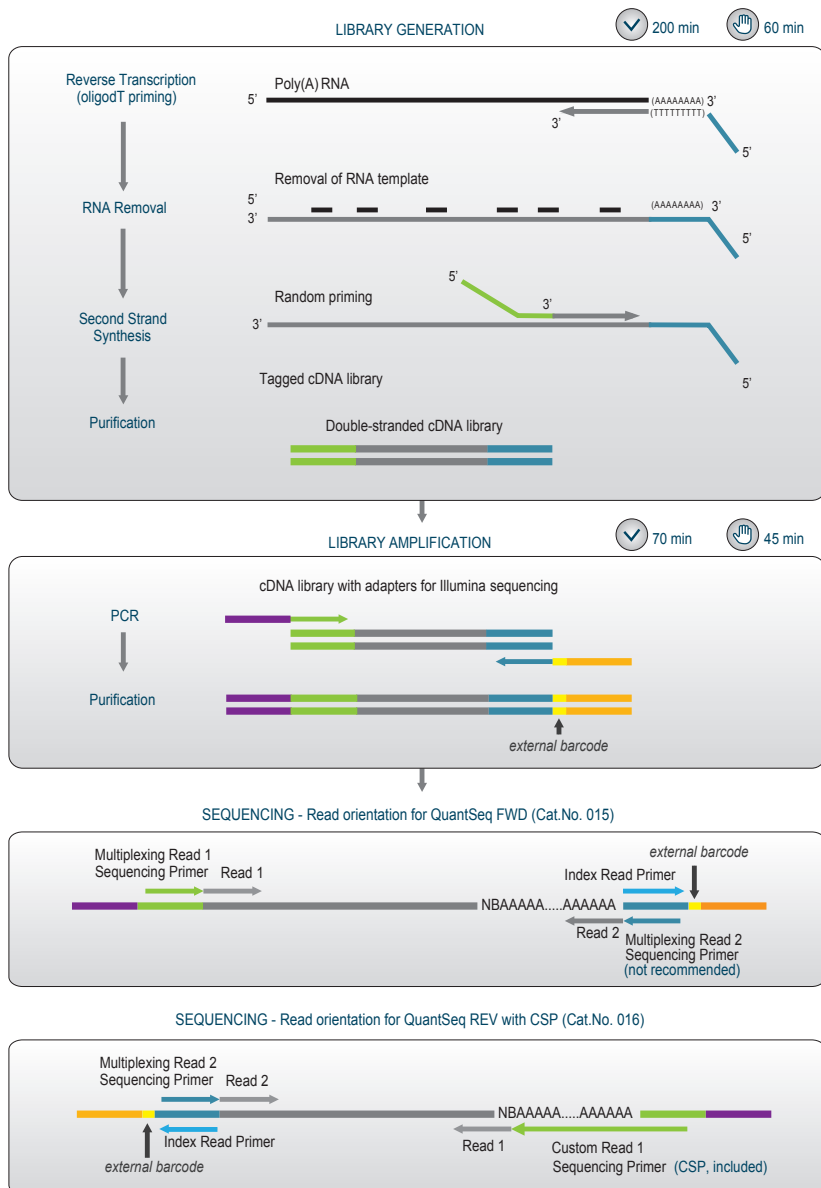 LIBRARY GENERATION
200 min
60 min
Reverse Transcription
(oligodT priming)
Poly(A) RNA
5’
(AAAAAAAA)
3’
3’
(TTTTTTTTT)
5’
Removal of RNA template
RNA Removal
5’
(AAAAAAAA)
3’
3’
5’
5’
Random priming
3’
Second Strand
Synthesis
3’
5’
Tagged cDNA library
Purification
Double-stranded cDNA library
LIBRARY AMPLIFICATION
70 min
45 min
cDNA library with adapters for Illumina sequencing
PCR
Purification
external barcode
SEQUENCING - Read orientation for QuantSeq FWD (Cat.No. 015)
Multiplexing Read 1
Sequencing Primer
Read 1
external barcode
Index Read Primer
NBAAAAA.....AAAAAA
Read 2
Multiplexing Read 2
Sequencing Primer
(not recommended)
SEQUENCING - Read orientation for QuantSeq REV with CSP (Cat.No. 016)
Multiplexing Read 2
Sequencing Primer
Read 2
NBAAAAA.....AAAAAA
Index Read Primer
Read 1
Custom Read 1
Sequencing Primer (CSP, included)
external barcode